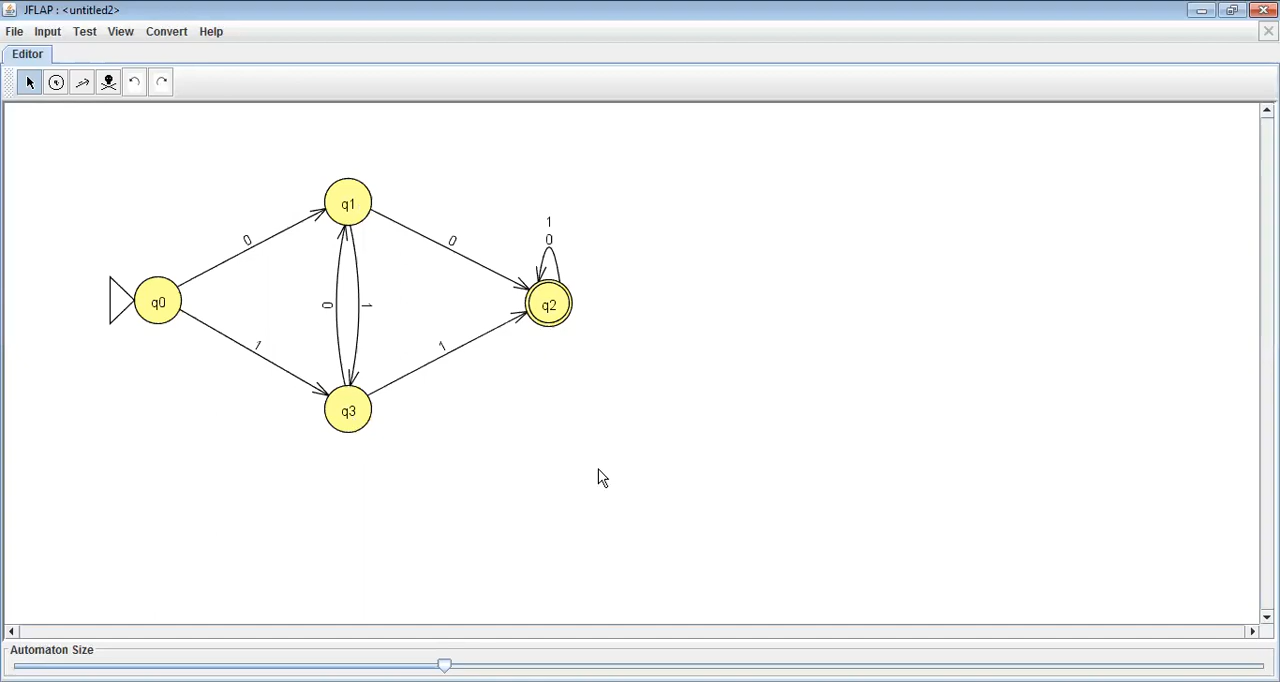 JFLAP : <untitled2>
File Input Test View Convert Help
Editor
q1
1
0
0
0
q0
0
1
q2
1
1
q3
Automaton Size